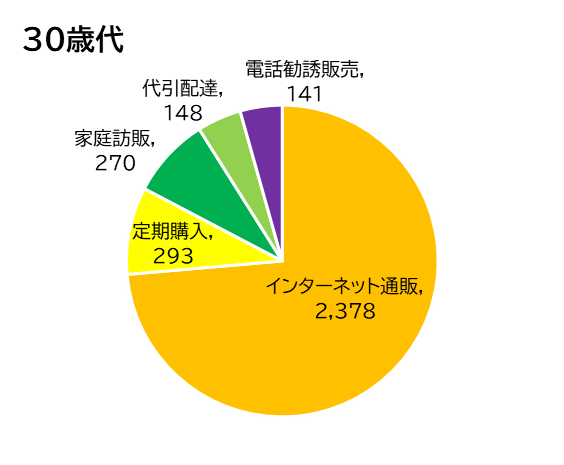 30歳代
電話勧誘販売,
141
代引配達,
148
家庭訪販,
270
定期購入,
293
インターネット通販,
2,378